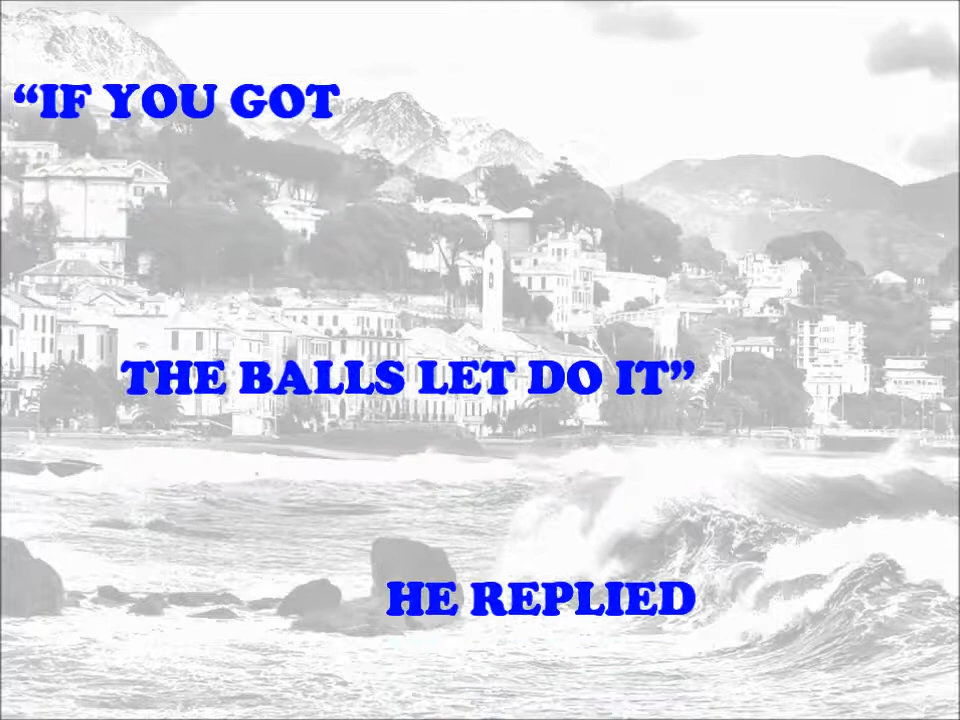 “IF YOU GOT
THE BALLS LET DO IT”
HE REPLIED